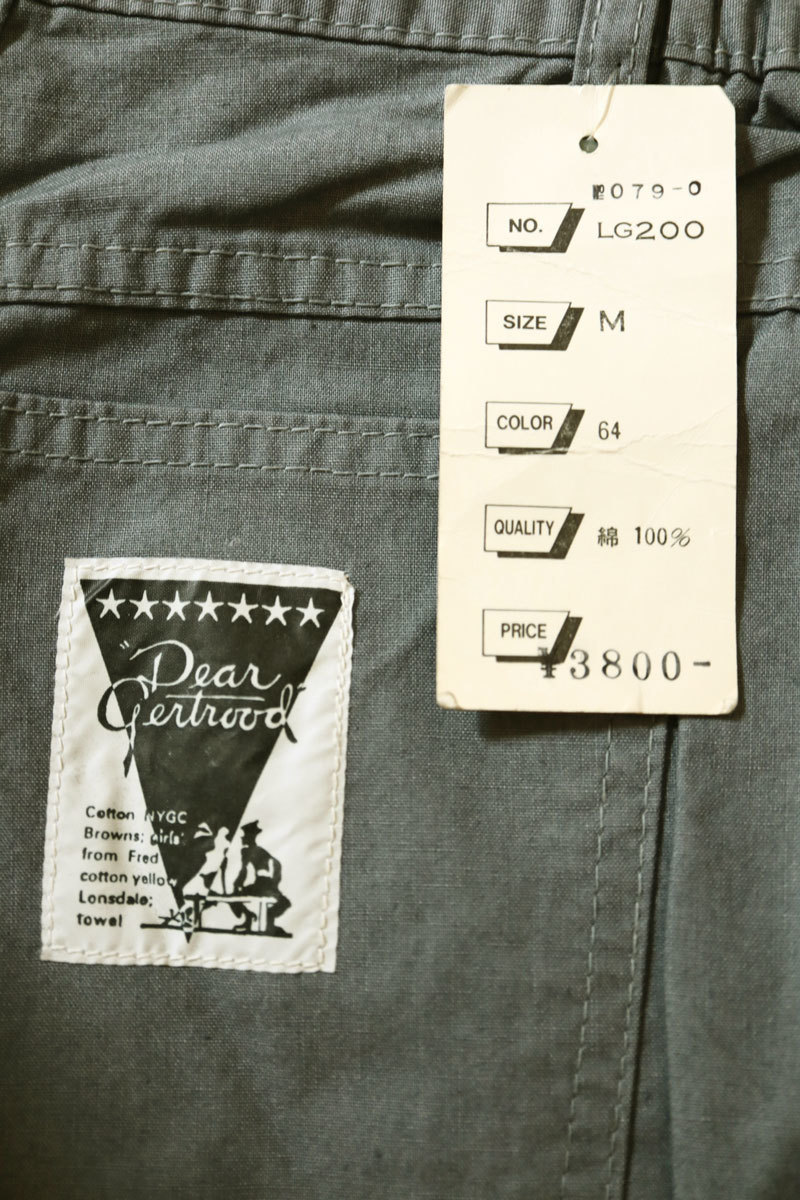 №079-0
NO. LG200
SIZE M
COLOR 64
QUALITY 綿 100%
PRICE ¥3800-
"Dear
Gertrood"
Cotton NYGC
Browns; girls:
from Fred
cotton yellow
Lonsdale;
towel